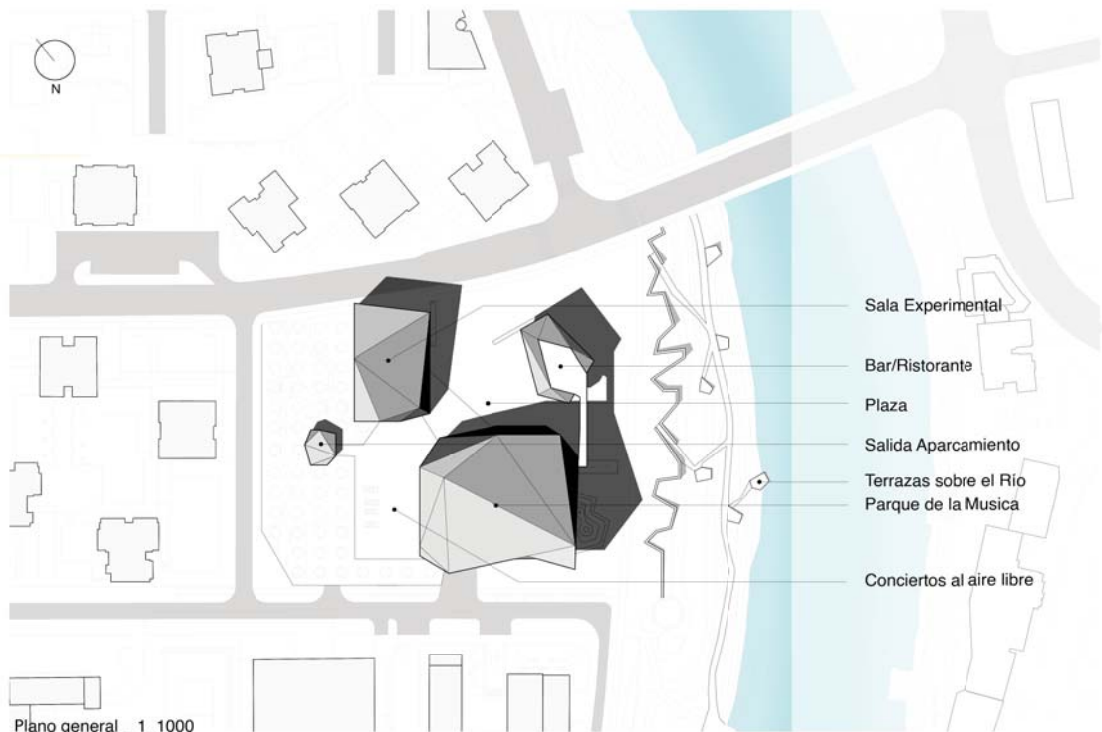 N
Sala Experimental
Bar/Ristorante
Plaza
Salida Aparcamiento
Terrazas sobre el Río
Parque de la Musica
Conciertos al aire libre
Plano general 1 1000